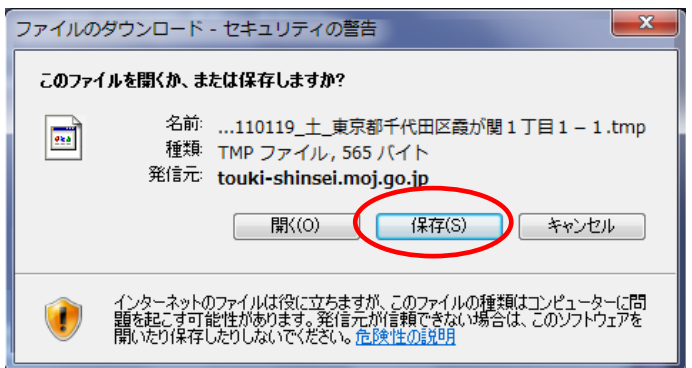 ファイルのダウンロード - セキュリティの警告
このファイルを開くか、または保存しますか?
名前: ...110119_土_東京都千代田区霞が関１丁目１－１.tmp
種類: TMP ファイル, 565 バイト
発信元: touki-shinsei.moj.go.jp
開く(O) 保存(S) キャンセル
インターネットのファイルは役に立ちますが、このファイルの種類はコンピューターに問
題を起こす可能性があります。発信元が信頼できない場合は、このソフトウェアを
開いたり保存したりしないでください。危険性の説明